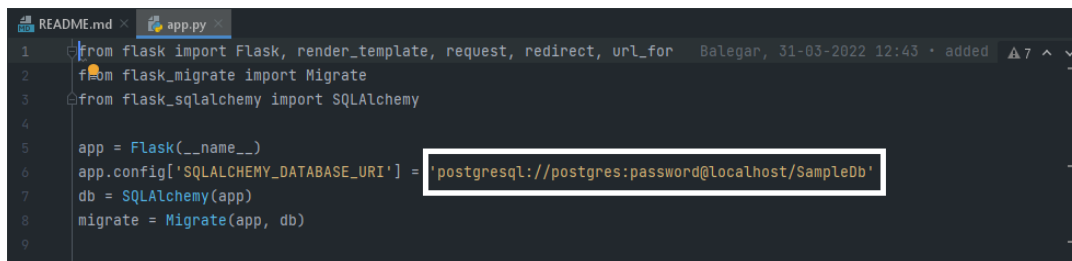 README.md × app.py ×
1 from flask import Flask, render_template, request, redirect, url_for Balegar, 31-03-2022 12:43 • added 7
2 from flask_migrate import Migrate
3 from flask_sqlalchemy import SQLAlchemy
4
5 app = Flask(__name__)
6 app.config['SQLALCHEMY_DATABASE_URI'] = 'postgresql://postgres:password@localhost/SampleDb'
7 db = SQLAlchemy(app)
8 migrate = Migrate(app, db)
9